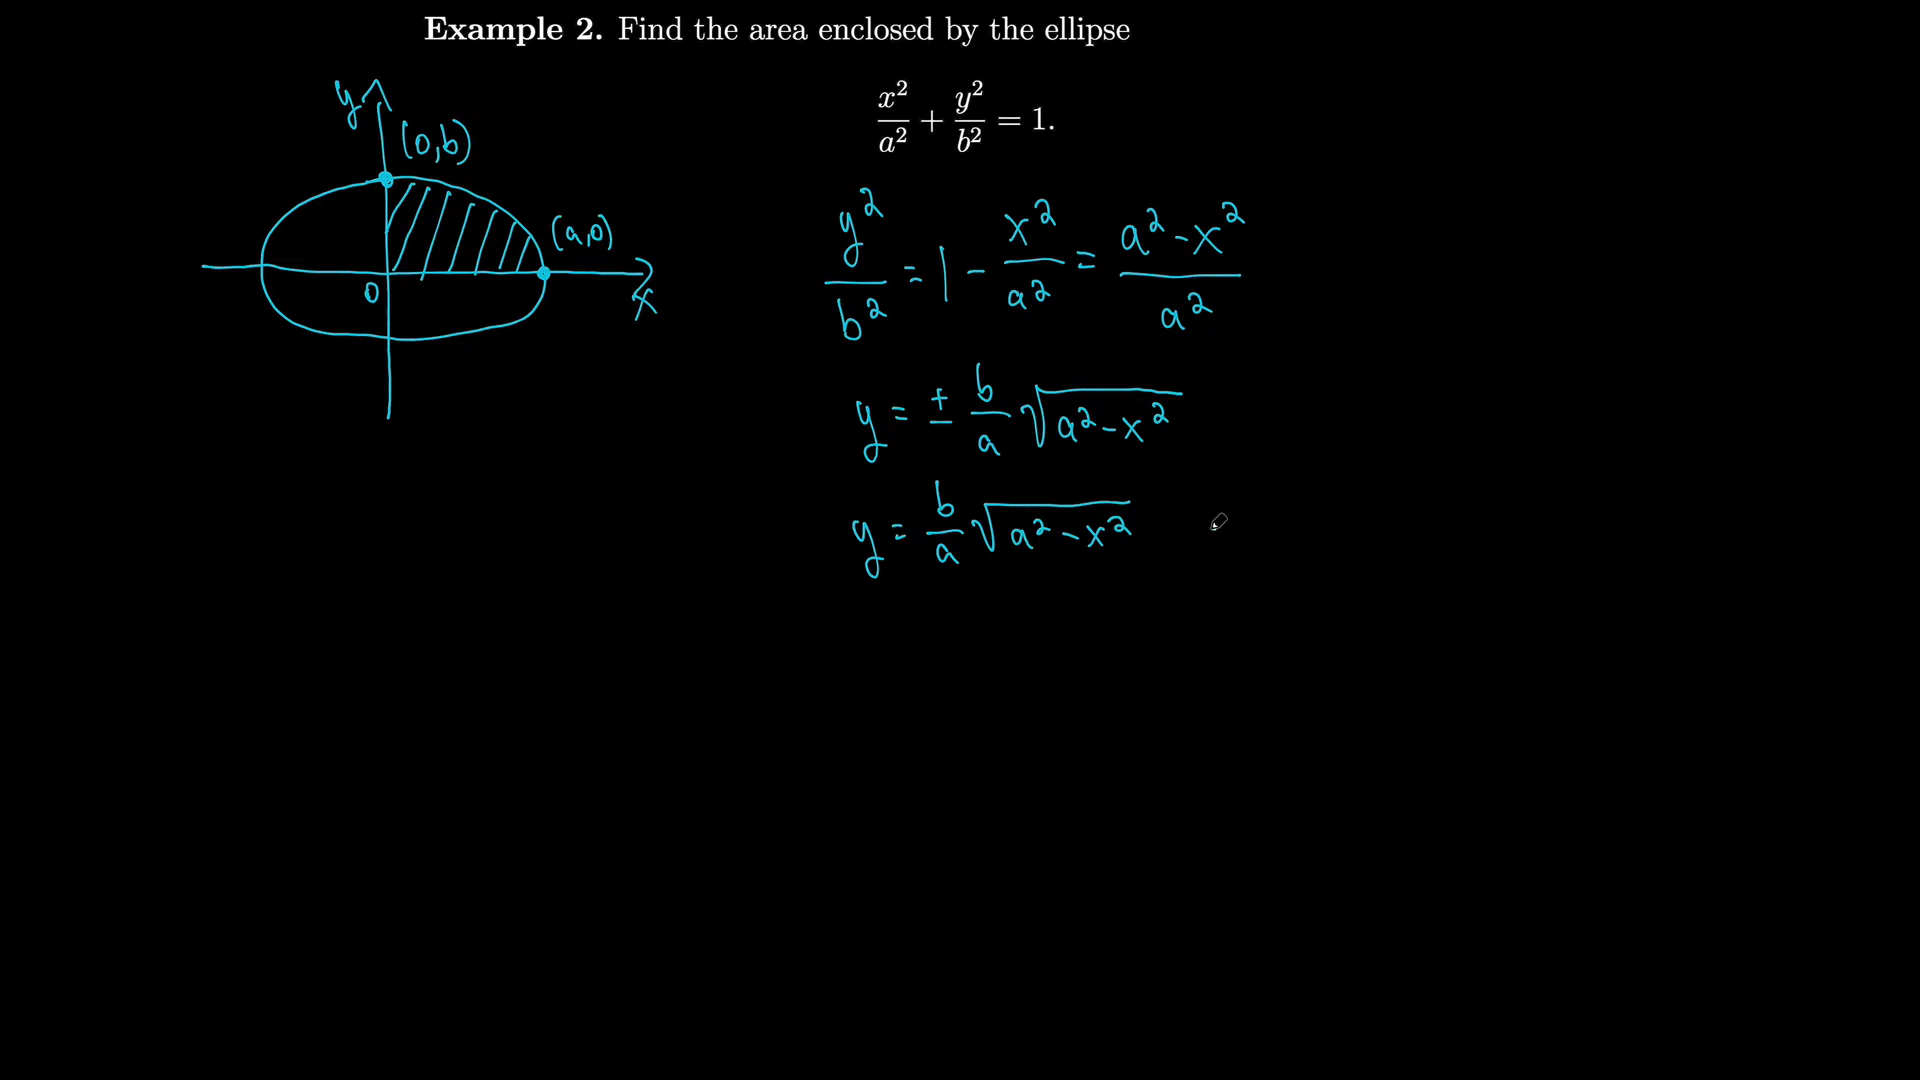 Example 2. Find the area enclosed by the ellipse
x²/a² + y²/b² = 1.
y
(0,b)
(a,0)
0
x
y²/b² = 1 - x²/a² = (a²-x²)/a²
y = ± b/a √(a²-x²)
y = b/a √(a²-x²)